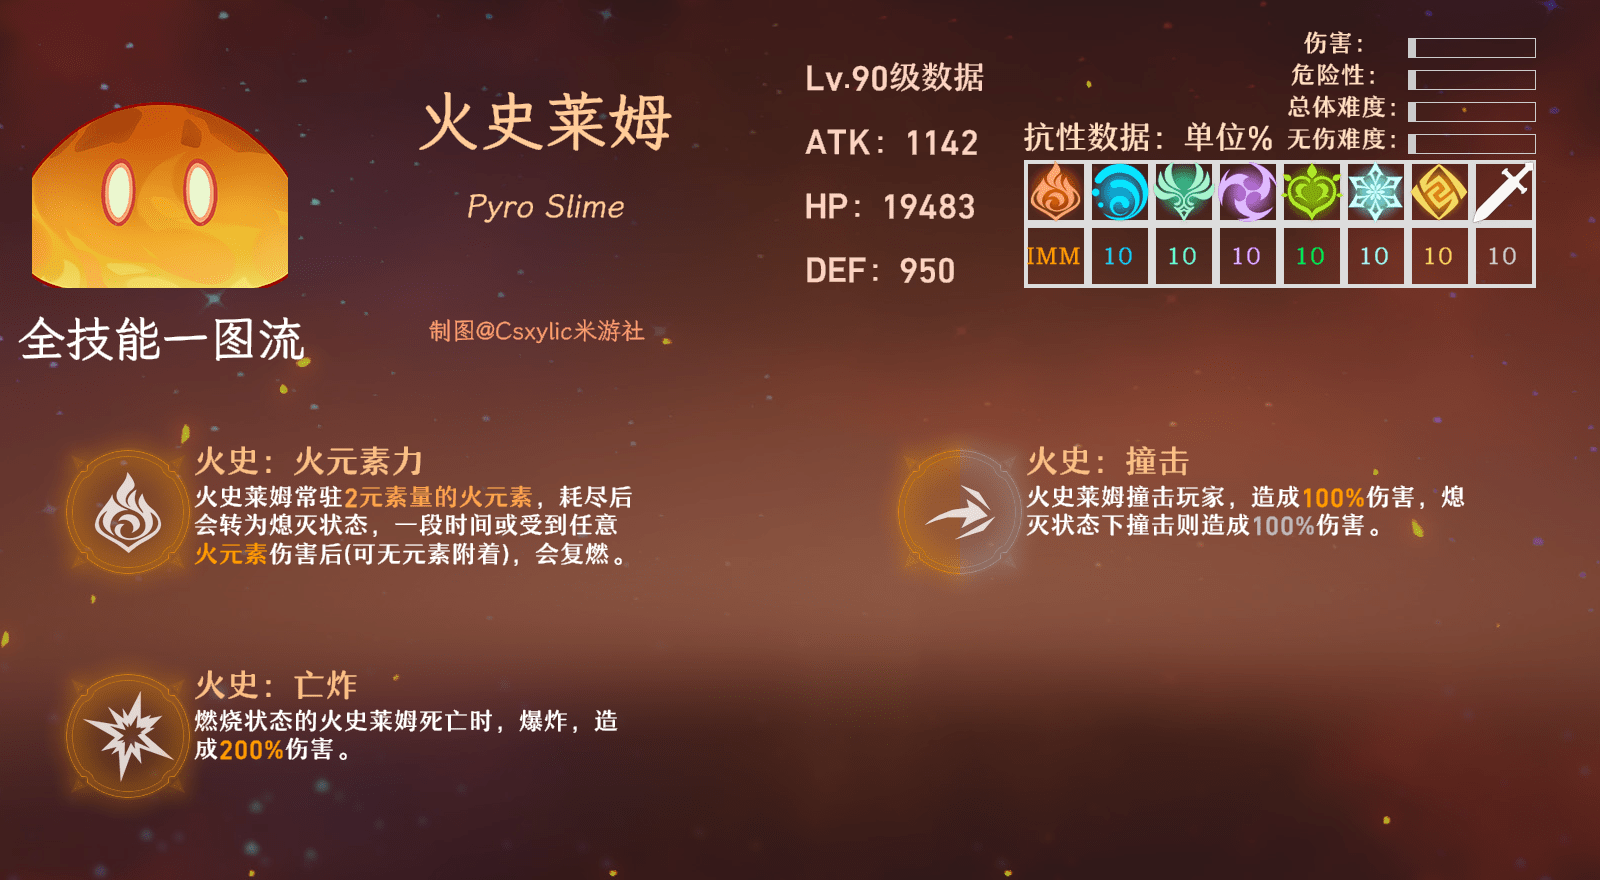 火史莱姆
Pyro Slime
全技能一图流
制图@Csxylic米游社
Lv.90级数据
ATK：1142
HP：19483
DEF：950
伤害：
危险性：
总体难度：
无伤难度：
抗性数据：单位%
IMM 10 10 10 10 10 10 10
火史：火元素力
火史莱姆常驻2元素量的火元素，耗尽后
会转为熄灭状态，一段时间或受到任意
火元素伤害后(可无元素附着)，会复燃。
火史：撞击
火史莱姆撞击玩家，造成100%伤害，熄
灭状态下撞击则造成100%伤害。
火史：亡炸
燃烧状态的火史莱姆死亡时，爆炸，造
成200%伤害。